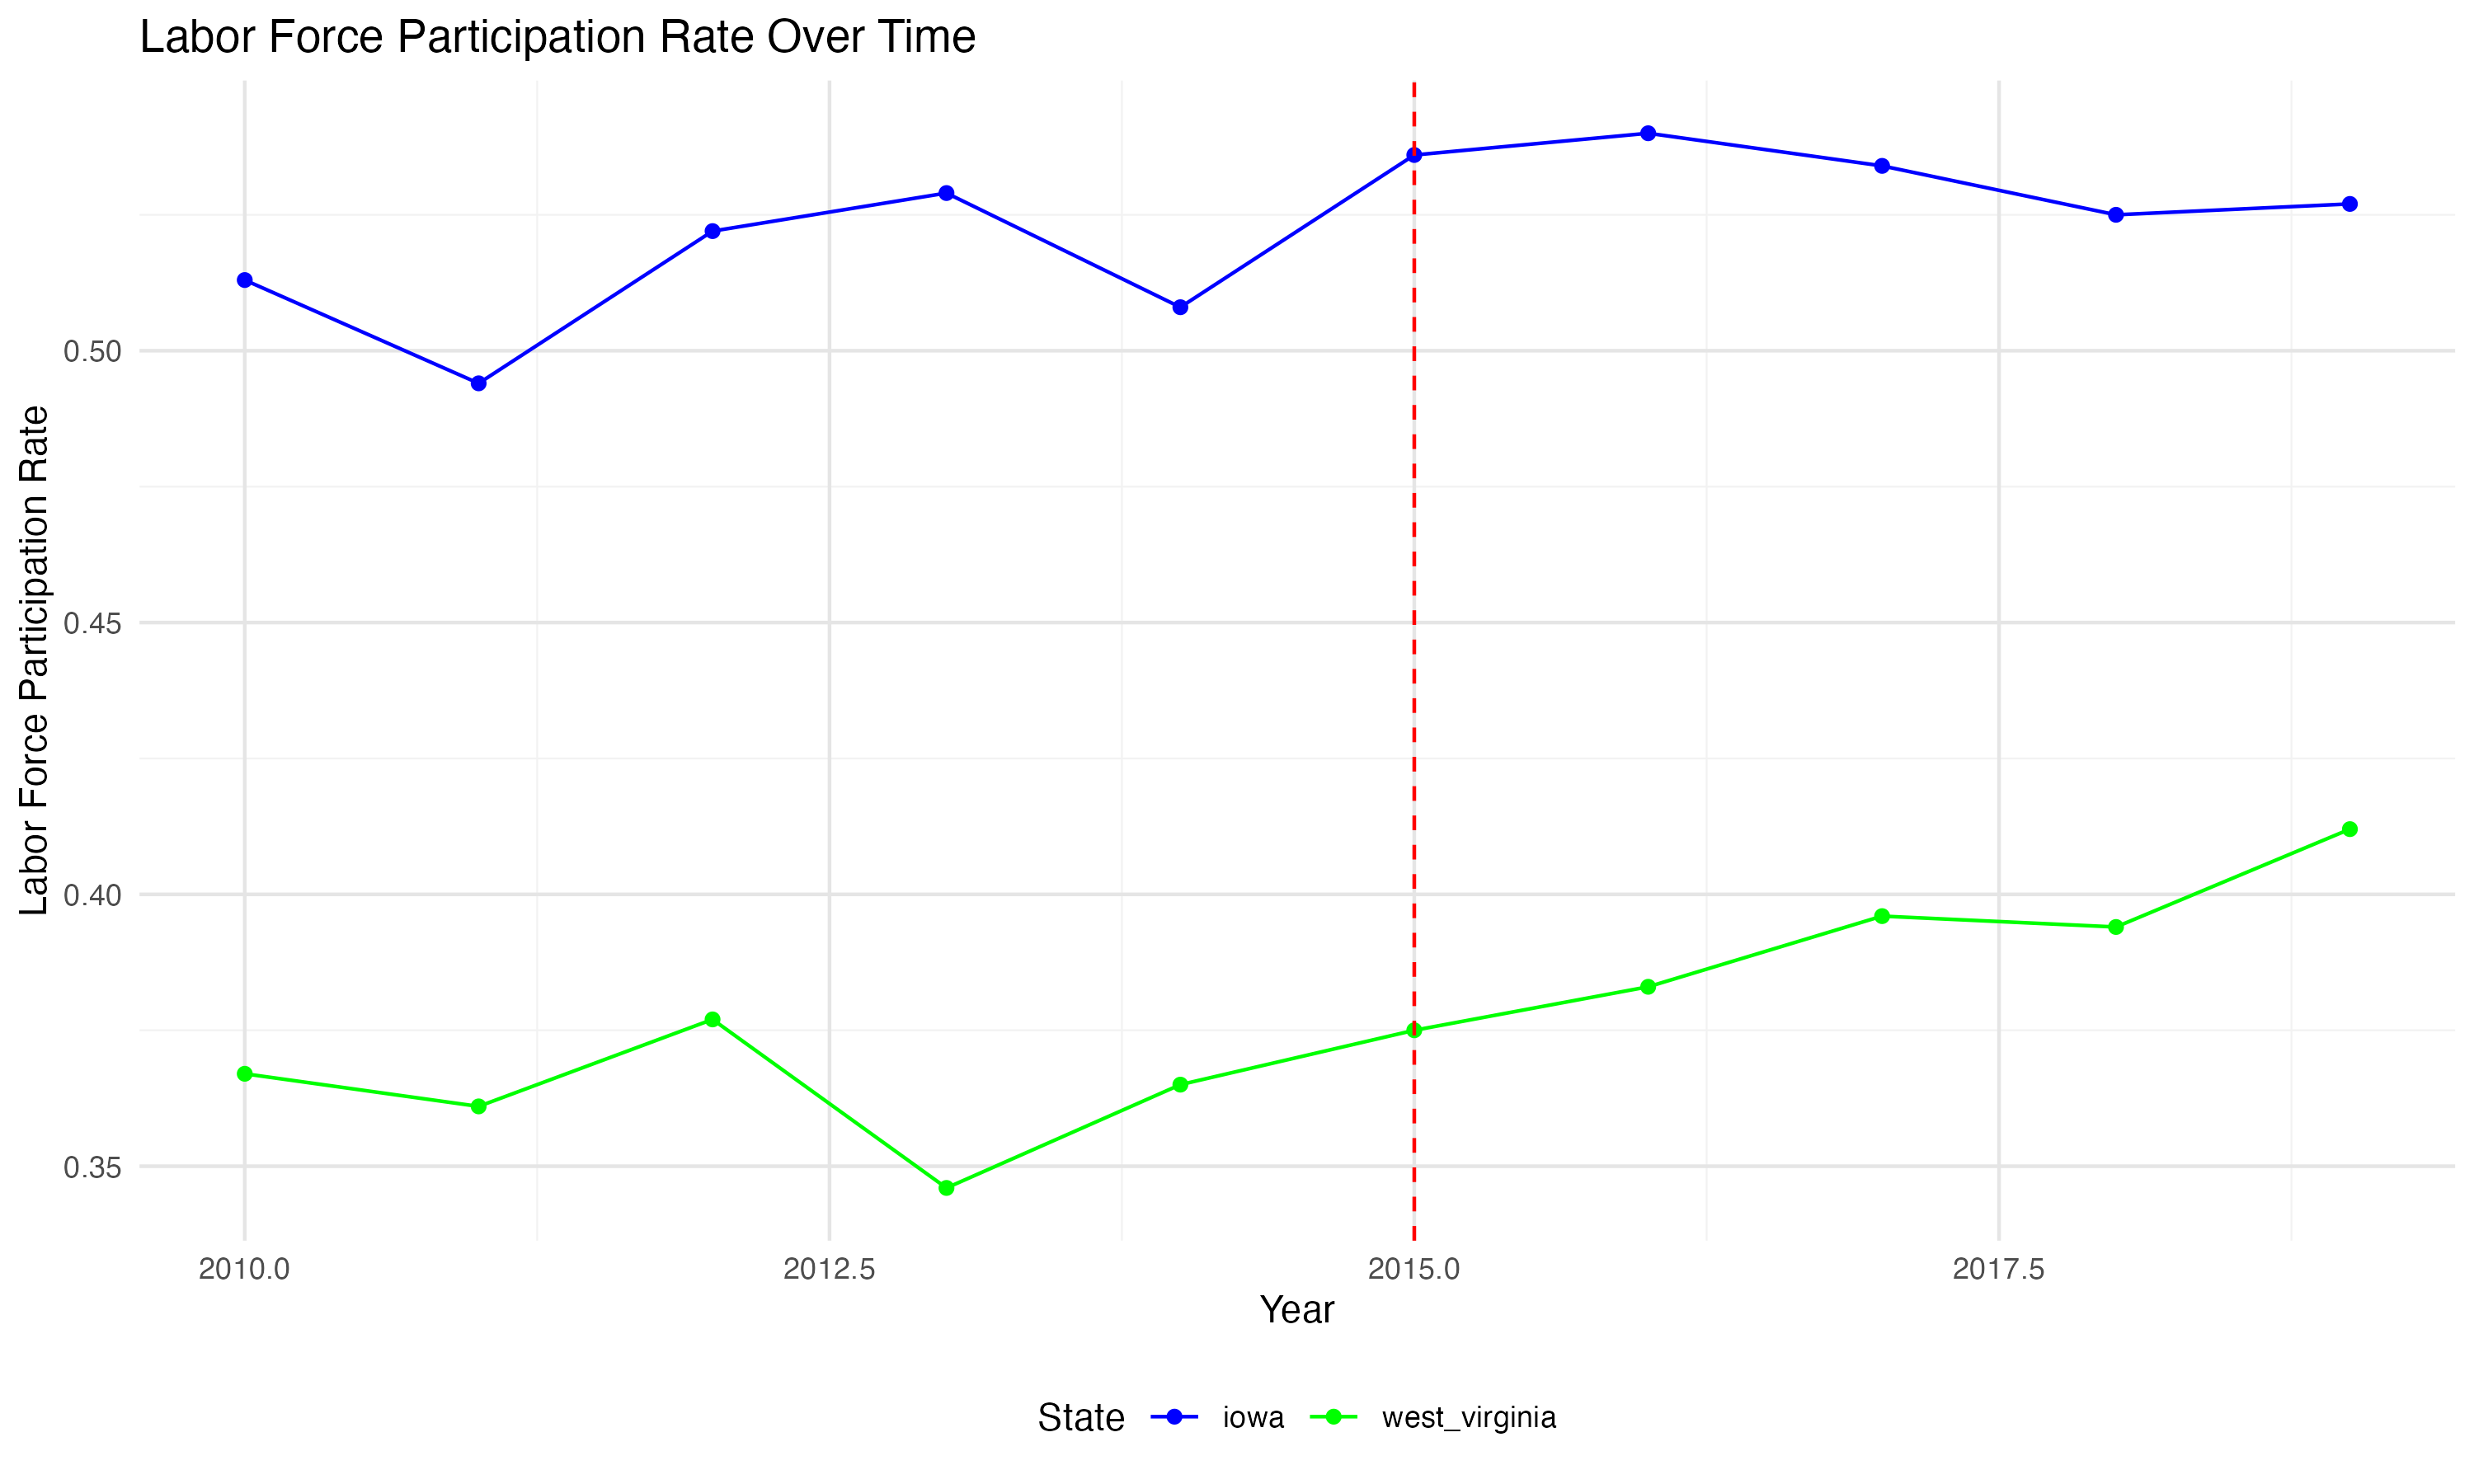 Labor Force Participation Rate Over Time
Labor Force Participation Rate
0.50
0.45
0.40
0.35
2010.0 2012.5 2015.0 2017.5
Year
State iowa west_virginia